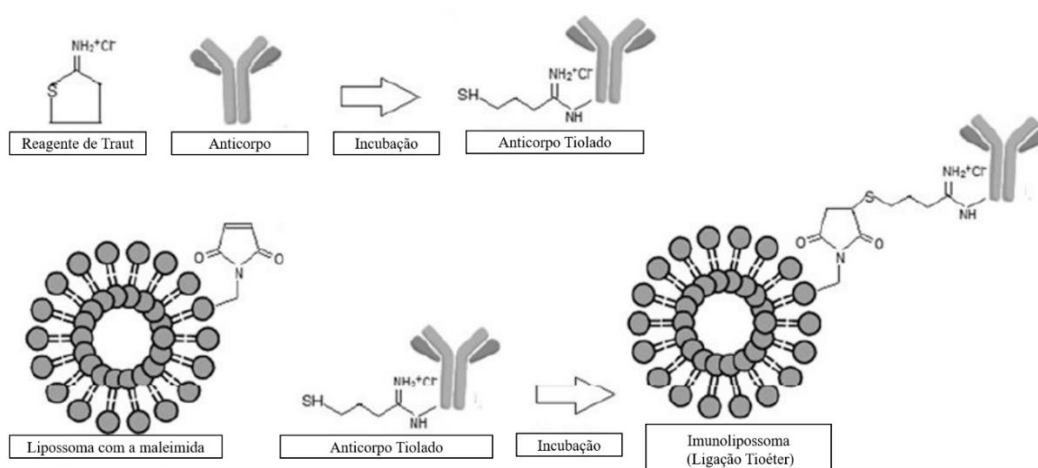 NH₂⁺Cl⁻
S
Reagente de Traut
Anticorpo
Incubação
SH
NH₂⁺Cl⁻
NH
Anticorpo Tiolado
O
N
O
Lipossoma com a maleimida
SH
NH₂⁺Cl⁻
NH
Anticorpo Tiolado
Incubação
S
NH₂⁺Cl⁻
NH
O
N
O
Imunolipossoma
(Ligação Tioéter)